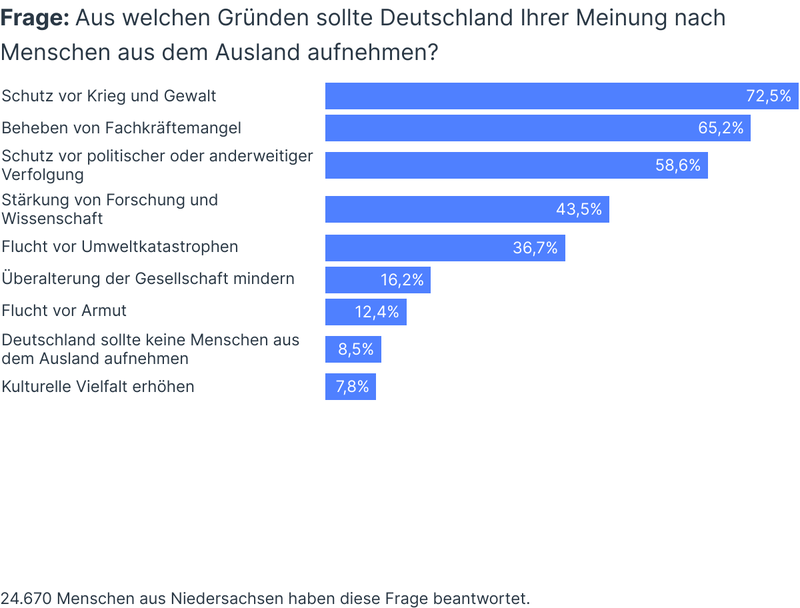 Frage: Aus welchen Gründen sollte Deutschland Ihrer Meinung nach
Menschen aus dem Ausland aufnehmen?
Schutz vor Krieg und Gewalt 72,5%
Beheben von Fachkräftemangel 65,2%
Schutz vor politischer oder anderweitiger
Verfolgung 58,6%
Stärkung von Forschung und
Wissenschaft 43,5%
Flucht vor Umweltkatastrophen 36,7%
Überalterung der Gesellschaft mindern 16,2%
Flucht vor Armut 12,4%
Deutschland sollte keine Menschen aus
dem Ausland aufnehmen 8,5%
Kulturelle Vielfalt erhöhen 7,8%
24.670 Menschen aus Niedersachsen haben diese Frage beantwortet.